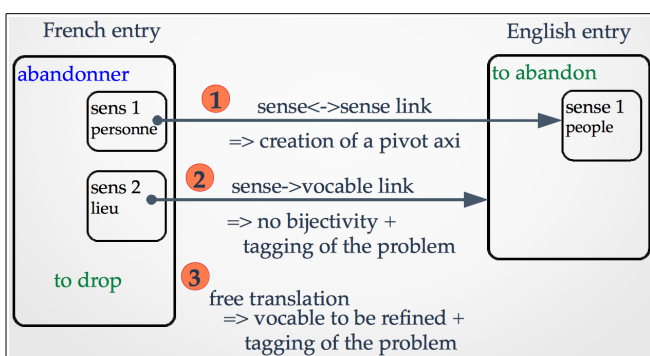 French entry
English entry
abandonner
to abandon
sens 1
personne
1
sense<->sense link
=> creation of a pivot axi
sense 1
people
sens 2
lieu
2
sense->vocable link
=> no bijectivity +
tagging of the problem
to drop
3
free translation
=> vocable to be refined +
tagging of the problem